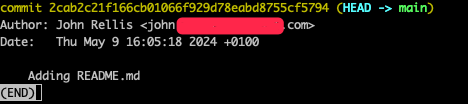 commit 2cab2c21f166cb01066f929d78eabd8755cf5794 (HEAD -> main)
Author: John Rellis <john .com>
Date:   Thu May 9 16:05:18 2024 +0100
    Adding README.md
(END)